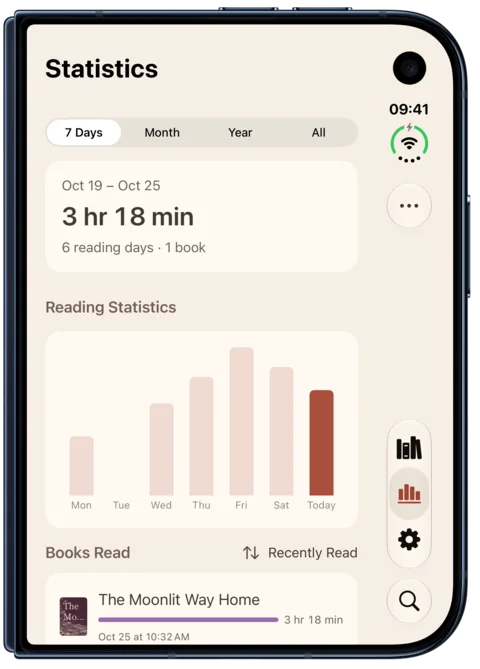 Statistics
09:41
7 Days Month Year All
Oct 19 – Oct 25
3 hr 18 min
6 reading days · 1 book
Reading Statistics
Mon Tue Wed Thu Fri Sat Today
Books Read
Recently Read
The Moonlit Way Home
The
Mo...
3 hr 18 min
Oct 25 at 10:32 AM